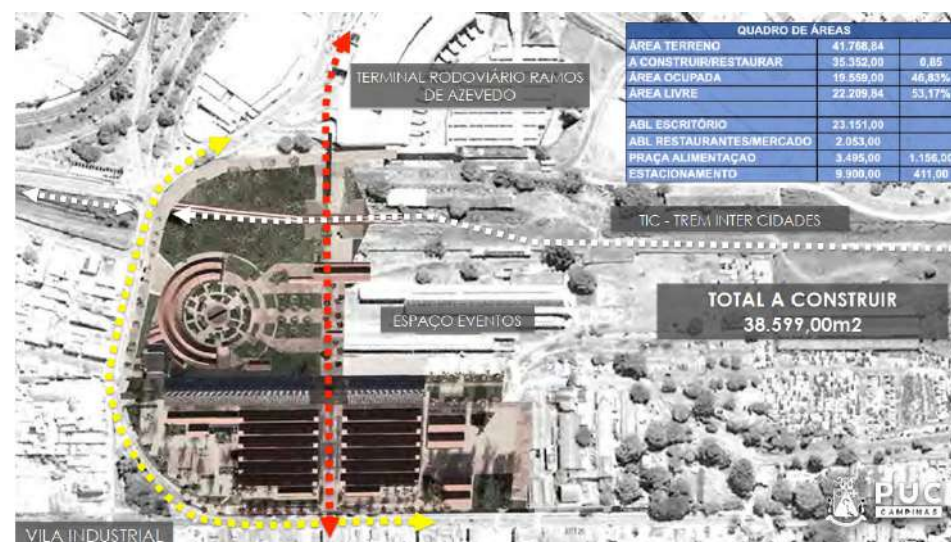 QUADRO DE ÁREAS
ÁREA TERRENO 41.768,84
A CONSTRUIR/RESTAURAR 35.352,00 0,85
ÁREA OCUPADA 19.559,00 46,83%
ÁREA LIVRE 22.209,84 53,17%
ABL ESCRITÓRIO 23.151,00
ABL RESTAURANTES/MERCADO 2.053,00
PRAÇA ALIMENTAÇAO 3.495,00 1.156,00
ESTACIONAMENTO 9.900,00 411,00
TERMINAL RODOVIÁRIO RAMOS
DE AZEVEDO
TIC - TREM INTER CIDADES
TOTAL A CONSTRUIR
38.599,00m2
ESPAÇO EVENTOS
VILA INDUSTRIAL
PUC
CAMPINAS